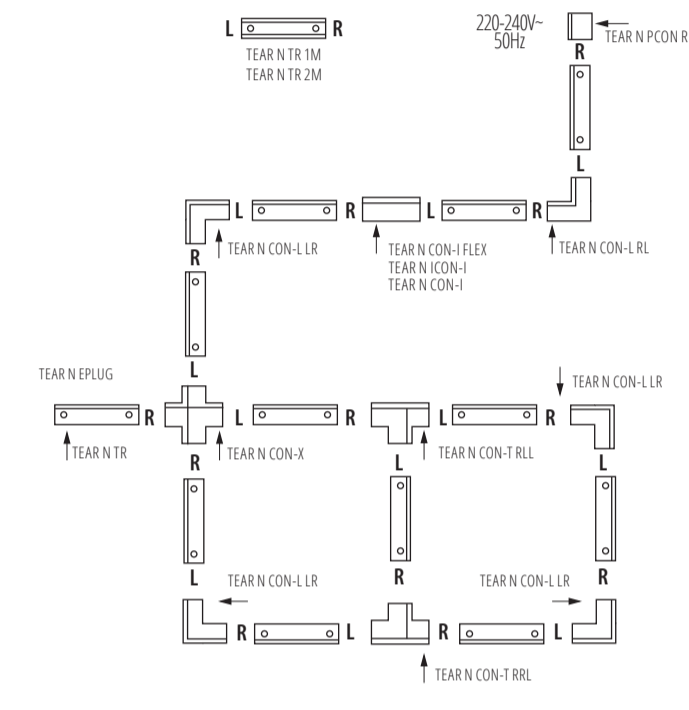 L R
TEAR N TR 1M
TEAR N TR 2M
220-240V~
50Hz
TEAR N PCON R
R
L
L R L R
TEAR N CON-L LR
TEAR N CON-I FLEX
TEAR N ICON-I
TEAR N CON-I
TEAR N CON-L RL
R
L
TEAR N EPLUG
TEAR N CON-L LR
R L R L R
TEAR N TR
TEAR N CON-X
TEAR N CON-T RLL
R L L
L R R
TEAR N CON-L LR
TEAR N CON-L LR
R L R L
TEAR N CON-T RRL